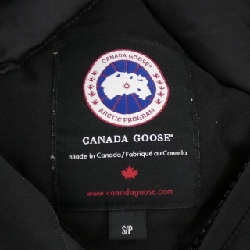 CANADA GOOSE
ARCTIC PROGRAM
CANADA GOOSE®
Made in Canada/Fabriqué au Canada
www.canadagoose.com
S/P